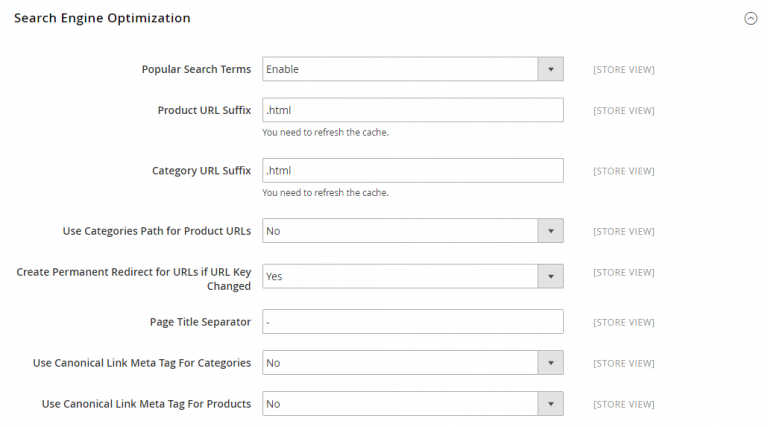 Search Engine Optimization
Popular Search Terms Enable [STORE VIEW]
Product URL Suffix .html [STORE VIEW]
You need to refresh the cache.
Category URL Suffix .html [STORE VIEW]
You need to refresh the cache.
Use Categories Path for Product URLs No [STORE VIEW]
Create Permanent Redirect for URLs if URL Key
Changed Yes [STORE VIEW]
Page Title Separator - [STORE VIEW]
Use Canonical Link Meta Tag For Categories No [STORE VIEW]
Use Canonical Link Meta Tag For Products No [STORE VIEW]